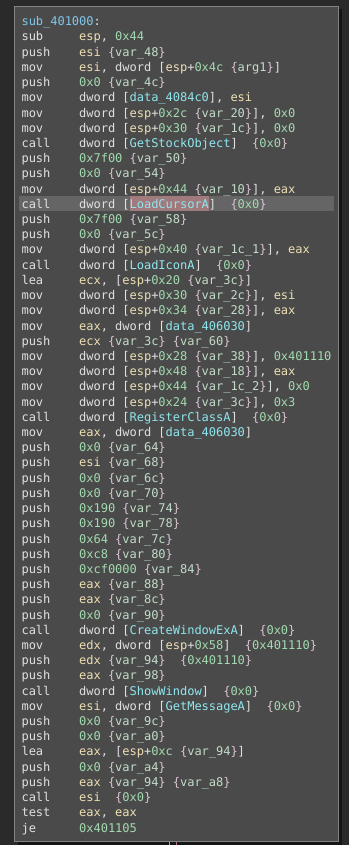 sub_401000:
sub esp, 0x44
push esi {var_48}
mov esi, dword [esp+0x4c {arg1}]
push 0x0 {var_4c}
mov dword [data_4084c0], esi
mov dword [esp+0x2c {var_20}], 0x0
mov dword [esp+0x30 {var_1c}], 0x0
call dword [GetStockObject] {0x0}
push 0x7f00 {var_50}
push 0x0 {var_54}
mov dword [esp+0x44 {var_10}], eax
call dword [LoadCursorA] {0x0}
push 0x7f00 {var_58}
push 0x0 {var_5c}
mov dword [esp+0x40 {var_1c_1}], eax
call dword [LoadIconA] {0x0}
lea ecx, [esp+0x20 {var_3c}]
mov dword [esp+0x30 {var_2c}], esi
mov dword [esp+0x34 {var_28}], eax
mov eax, dword [data_406030]
push ecx {var_3c} {var_60}
mov dword [esp+0x28 {var_38}], 0x401110
mov dword [esp+0x48 {var_18}], eax
mov dword [esp+0x44 {var_1c_2}], 0x0
mov dword [esp+0x24 {var_3c}], 0x3
call dword [RegisterClassA] {0x0}
mov eax, dword [data_406030]
push 0x0 {var_64}
push esi {var_68}
push 0x0 {var_6c}
push 0x0 {var_70}
push 0x190 {var_74}
push 0x190 {var_78}
push 0x64 {var_7c}
push 0xc8 {var_80}
push 0xcf0000 {var_84}
push eax {var_88}
push eax {var_8c}
push 0x0 {var_90}
call dword [CreateWindowExA] {0x0}
mov edx, dword [esp+0x58] {0x401110}
push edx {var_94} {0x401110}
push eax {var_98}
call dword [ShowWindow] {0x0}
mov esi, dword [GetMessageA] {0x0}
push 0x0 {var_9c}
push 0x0 {var_a0}
lea eax, [esp+0xc {var_94}]
push 0x0 {var_a4}
push eax {var_94} {var_a8}
call esi {0x0}
test eax, eax
je 0x401105